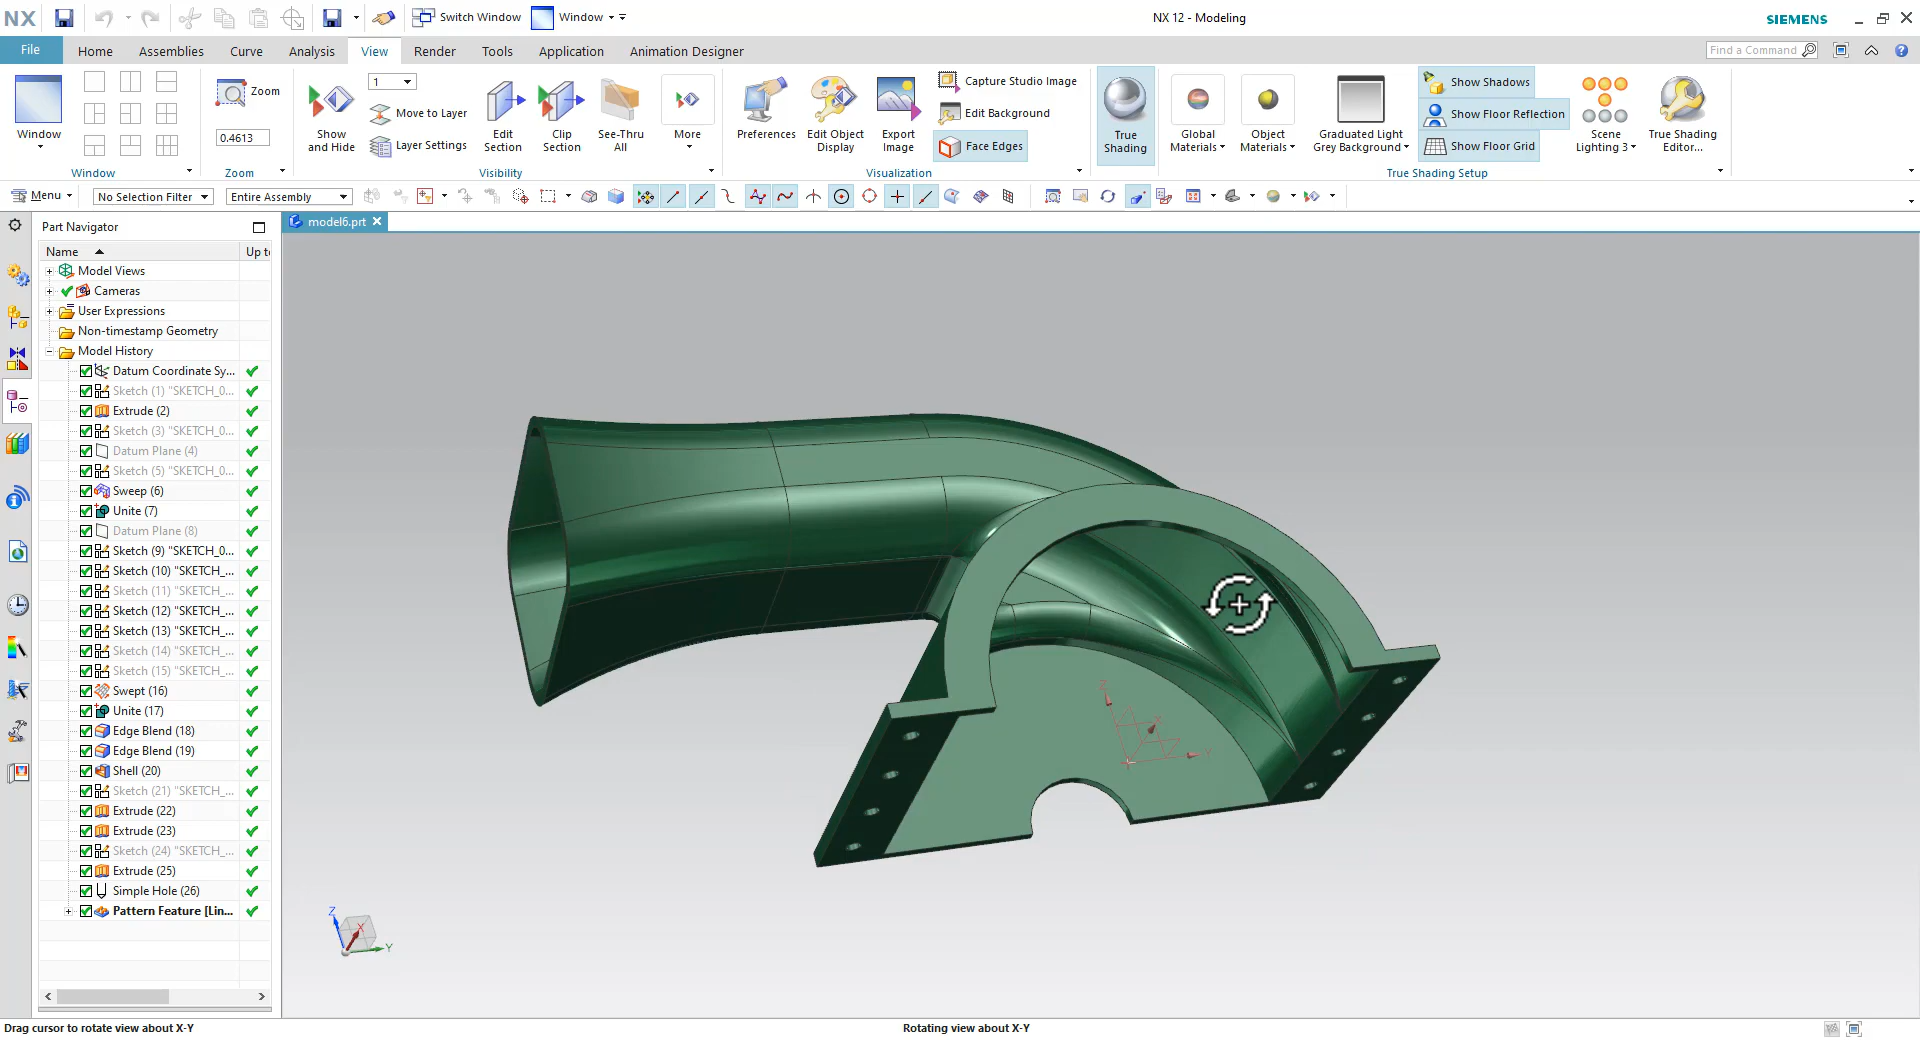 NX
Switch Window
Window
NX 12 - Modeling
SIEMENS
File
Home
Assemblies
Curve
Analysis
View
Render
Tools
Application
Animation Designer
Find a Command
Window
Window
Zoom
0.4613
Zoom
Show and Hide
1
Move to Layer
Layer Settings
Edit Section
Clip Section
See-Thru All
More
Visibility
Preferences
Edit Object Display
Export Image
Capture Studio Image
Edit Background
Face Edges
Visualization
True Shading
Global Materials
Object Materials
Graduated Light Grey Background
Show Shadows
Show Floor Reflection
Show Floor Grid
Scene Lighting 3
True Shading Editor...
True Shading Setup
Menu
No Selection Filter
Entire Assembly
Part Navigator
model6.prt
Name
Up to
Model Views
Cameras
User Expressions
Non-timestamp Geometry
Model History
Datum Coordinate Sy...
Sketch (1) "SKETCH_0...
Extrude (2)
Sketch (3) "SKETCH_0...
Datum Plane (4)
Sketch (5) "SKETCH_0...
Sweep (6)
Unite (7)
Datum Plane (8)
Sketch (9) "SKETCH_0...
Sketch (10) "SKETCH_...
Sketch (11) "SKETCH_...
Sketch (12) "SKETCH_...
Sketch (13) "SKETCH_...
Sketch (14) "SKETCH_...
Sketch (15) "SKETCH_...
Swept (16)
Unite (17)
Edge Blend (18)
Edge Blend (19)
Shell (20)
Sketch (21) "SKETCH_...
Extrude (22)
Extrude (23)
Sketch (24) "SKETCH_...
Extrude (25)
Simple Hole (26)
Pattern Feature [Lin...
Z
Y
Z
X
Y
Drag cursor to rotate view about X-Y
Rotating view about X-Y